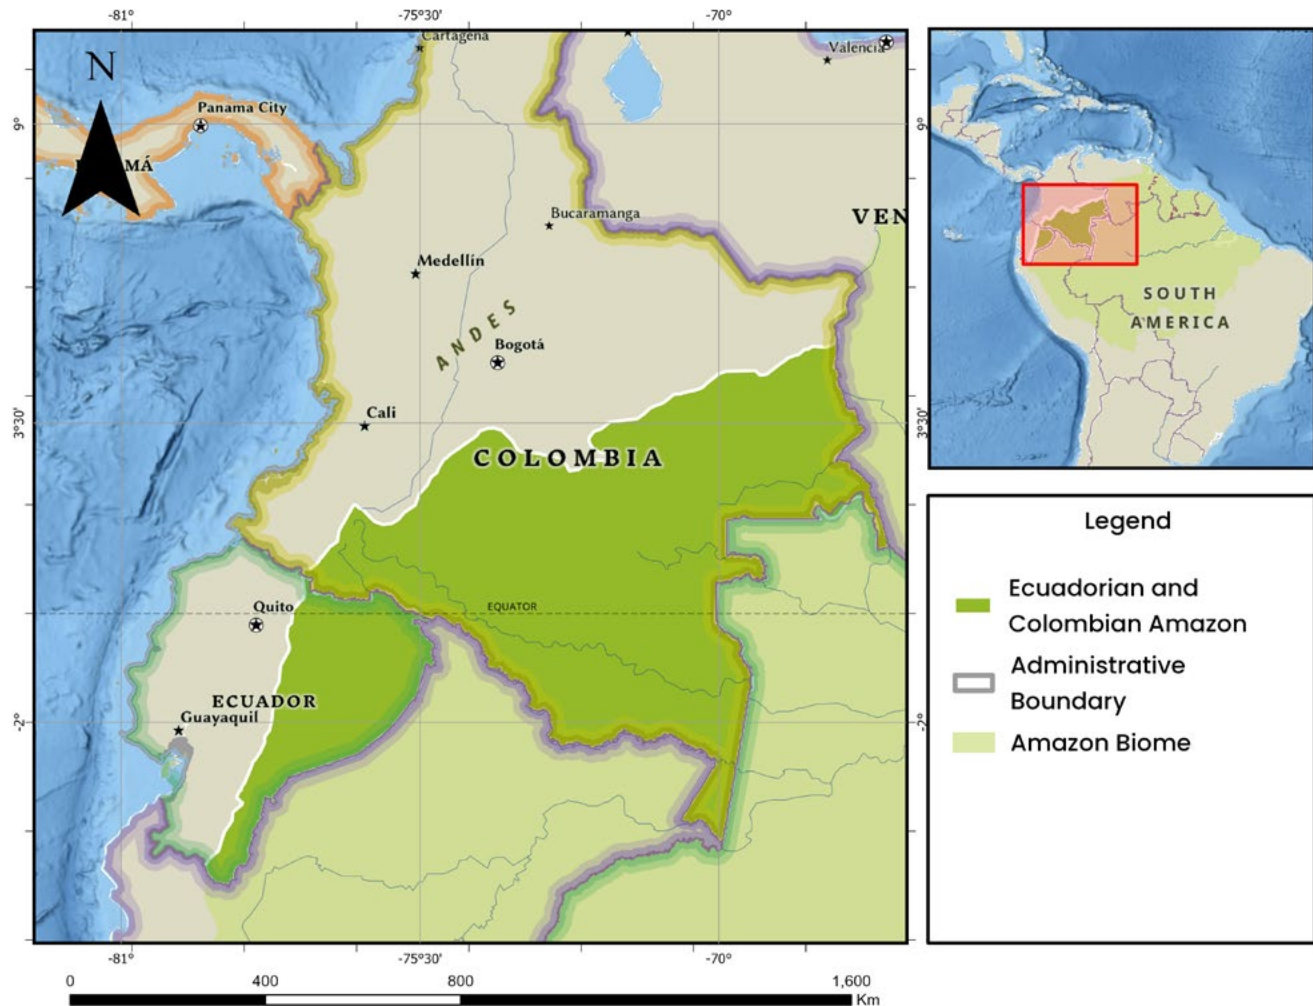 -81°
-75°30'
-70°
N
Cartagena
Valencia
9°
9°
Panama City
MÁ
Bucaramanga
VEN
Medellín
ANDES
Bogotá
Cali
3°30'
3°30'
COLOMBIA
EQUATOR
Quito
ECUADOR
Guayaquil
-2°
-2°
-81°
-75°30'
-70°
0
400
800
1,600
Km
SOUTH
AMERICA
Legend
Ecuadorian and
Colombian Amazon
Administrative
Boundary
Amazon Biome